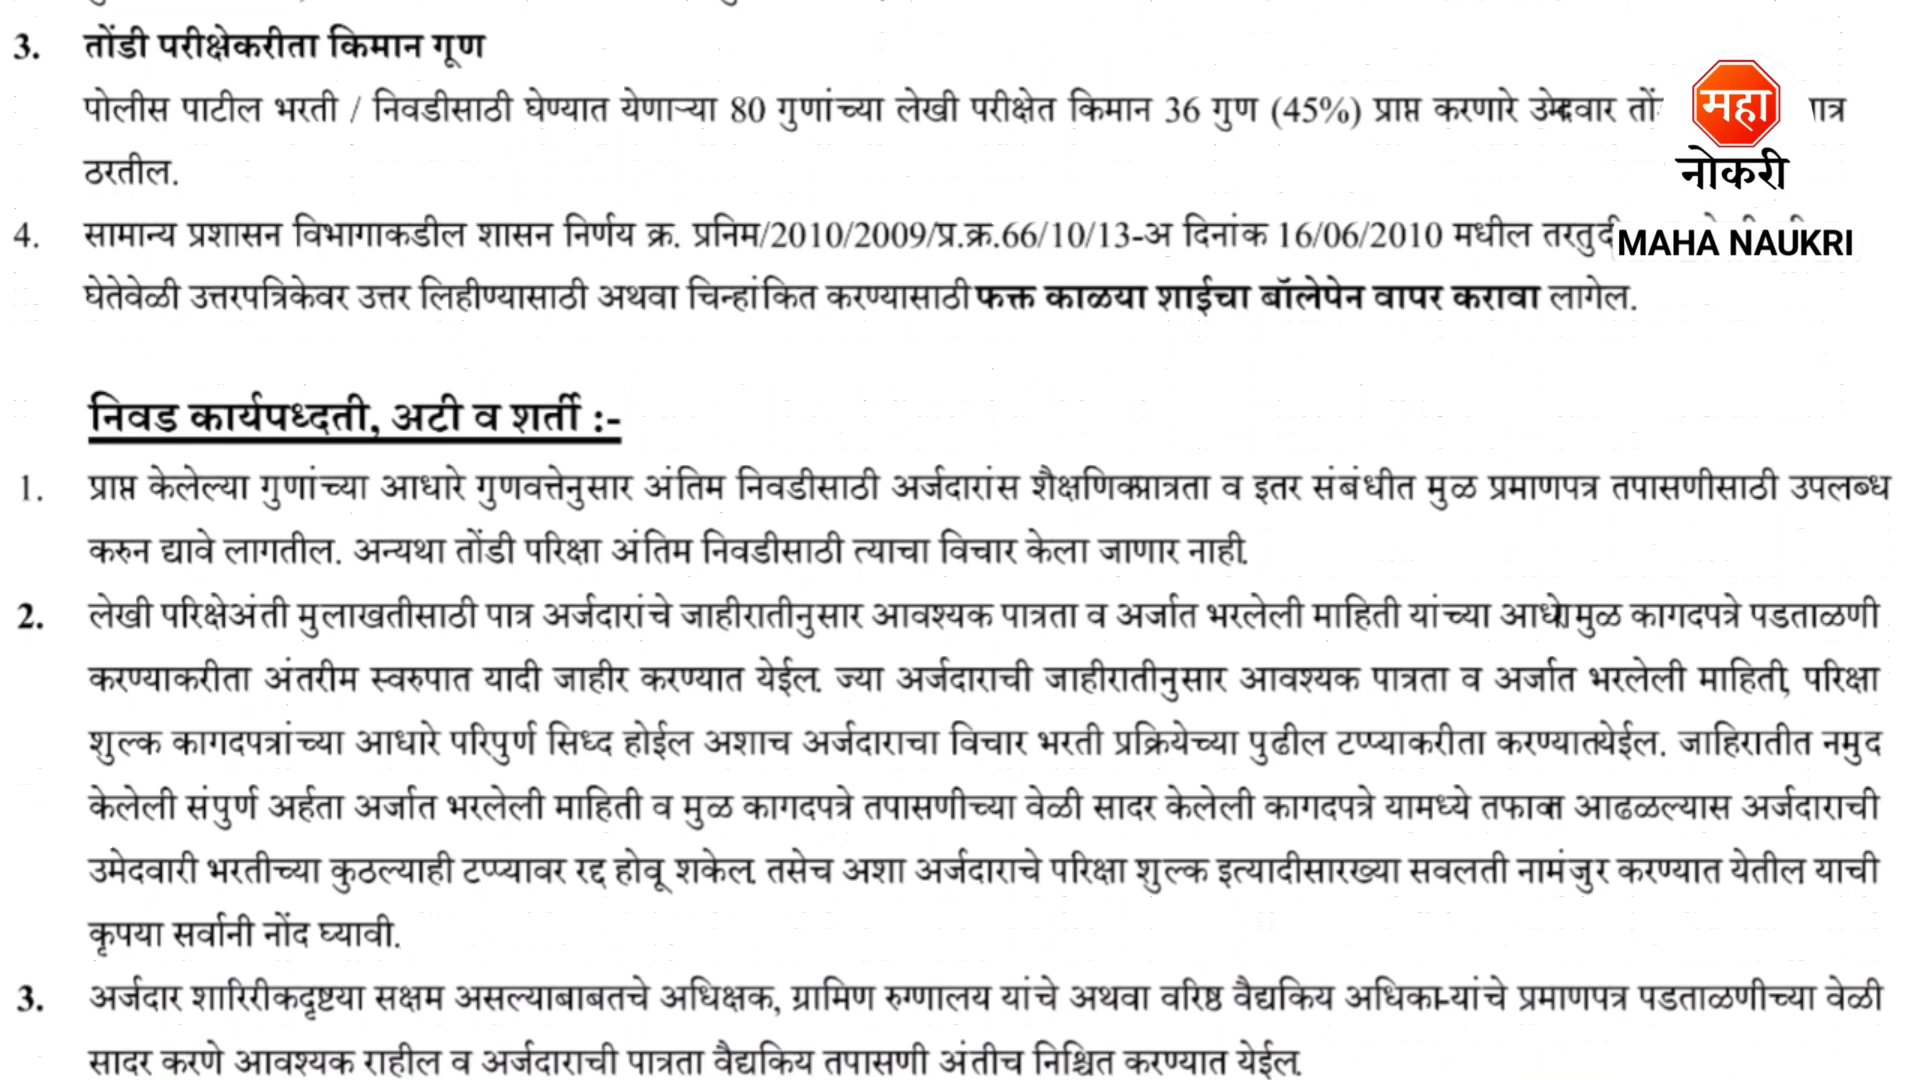 3. तोंडी परीक्षेकरीता किमान गूण
पोलीस पाटील भरती / निवडीसाठी घेण्यात येणाऱ्या 80 गुणांच्या लेखी परीक्षेत किमान 36 गुण (45%) प्राप्त करणारे उमेदवार
ठरतील.
महा
नोकरी
MAHA NAUKRI
4. सामान्य प्रशासन विभागाकडील शासन निर्णय क्र. प्रनिम/2010/2009/प्र.क्र.66/10/13-अ दिनांक 16/06/2010 मधील
घेतेवेळी उत्तरपत्रिकेवर उत्तर लिहीण्यासाठी अथवा चिन्हांकित करण्यासाठी फक्त काळया शाईचा बॉलपेन वापर करावा लागेल.
निवड कार्यपध्दती, अटी व शर्ती :-
1. प्राप्त केलेल्या गुणांच्या आधारे गुणवत्तेनुसार अंतिम निवडीसाठी अर्जदारांस शैक्षणिक पात्रता व इतर संबंधीत मुळ प्रमाणपत्र तपासणीसाठी उपलब्ध
करुन द्यावे लागतील. अन्यथा तोंडी परिक्षा अंतिम निवडीसाठी त्याचा विचार केला जाणार नाही.
2. लेखी परिक्षेअंती मुलाखतीसाठी पात्र अर्जदारांचे जाहीरातीनुसार आवश्यक पात्रता व अर्जात भरलेली माहिती यांच्या आधारे मुळ कागदपत्रे पडताळणी
करण्याकरीता अंतरीम स्वरुपात यादी जाहीर करण्यात येईल. ज्या अर्जदाराची जाहीरातीनुसार आवश्यक पात्रता व अर्जात भरलेली माहिती, परिक्षा
शुल्क कागदपत्रांच्या आधारे परिपुर्ण सिध्द होईल अशाच अर्जदाराचा विचार भरती प्रक्रियेच्या पुढील टप्प्याकरीता करण्यात येईल. जाहिरातीत नमुद
केलेली संपुर्ण अर्हता अर्जात भरलेली माहिती व मुळ कागदपत्रे तपासणीच्या वेळी सादर केलेली कागदपत्रे यामध्ये तफावत आढळल्यास अर्जदाराची
उमेदवारी भरतीच्या कुठल्याही टप्प्यावर रद्द होवू शकेल. तसेच अशा अर्जदाराचे परिक्षा शुल्क इत्यादीसारख्या सवलती नामंजुर करण्यात येतील याची
कृपया सर्वानी नोंद घ्यावी.
3. अर्जदार शारिरीकदृष्टया सक्षम असल्याबाबतचे अधिक्षक, ग्रामिण रुग्णालय यांचे अथवा वरिष्ठ वैद्यकिय अधिकाऱ्यांचे प्रमाणपत्र पडताळणीच्या वेळी
सादर करणे आवश्यक राहील व अर्जदाराची पात्रता वैद्यकिय तपासणी अंतीच निश्चित करण्यात येईल.